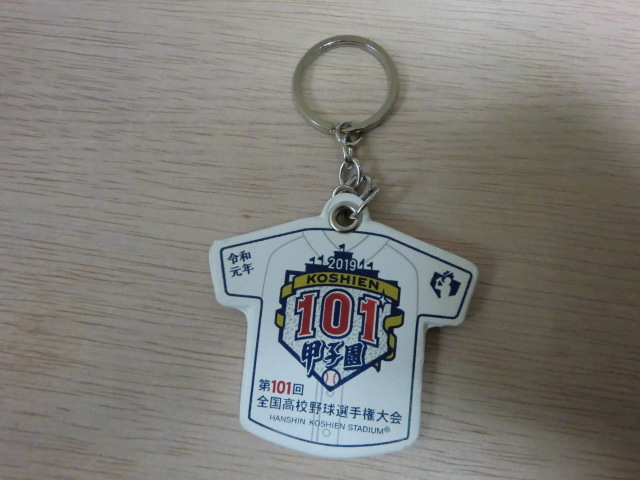 令和
元年
2019
KOSHIEN
101
甲子園
第101回
全国高校野球選手権大会
HANSHIN KOSHIEN STADIUM®